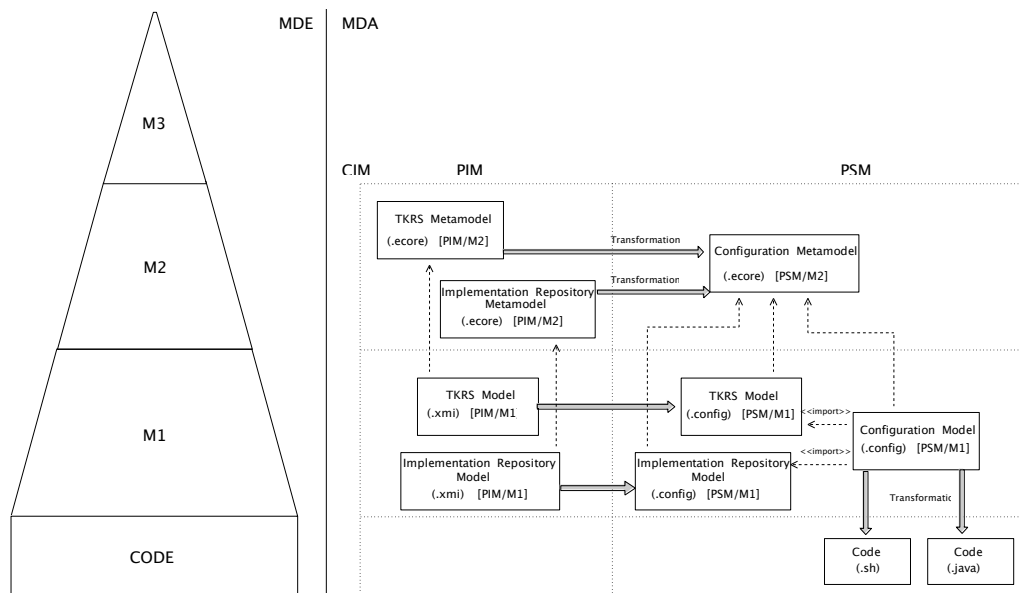 MDE
MDA
M3
CIM
PIM
PSM
TKRS Metamodel
(.ecore) [PIM/M2]
Transformation
Configuration Metamodel
(.ecore) [PSM/M2]
M2
Implementation Repository
Metamodel
(.ecore) [PIM/M2]
Transformation
TKRS Model
(.xmi) [PIM/M1
TKRS Model
(.config) [PSM/M1]
<<import>>
M1
Configuration Model
(.config) [PSM/M1]
<<import>>
Implementation Repository
Model
(.xmi) [PIM/M1]
Implementation Repository
Model
(.config) [PSM/M1]
Transformatic
CODE
Code
(.sh)
Code
(.java)